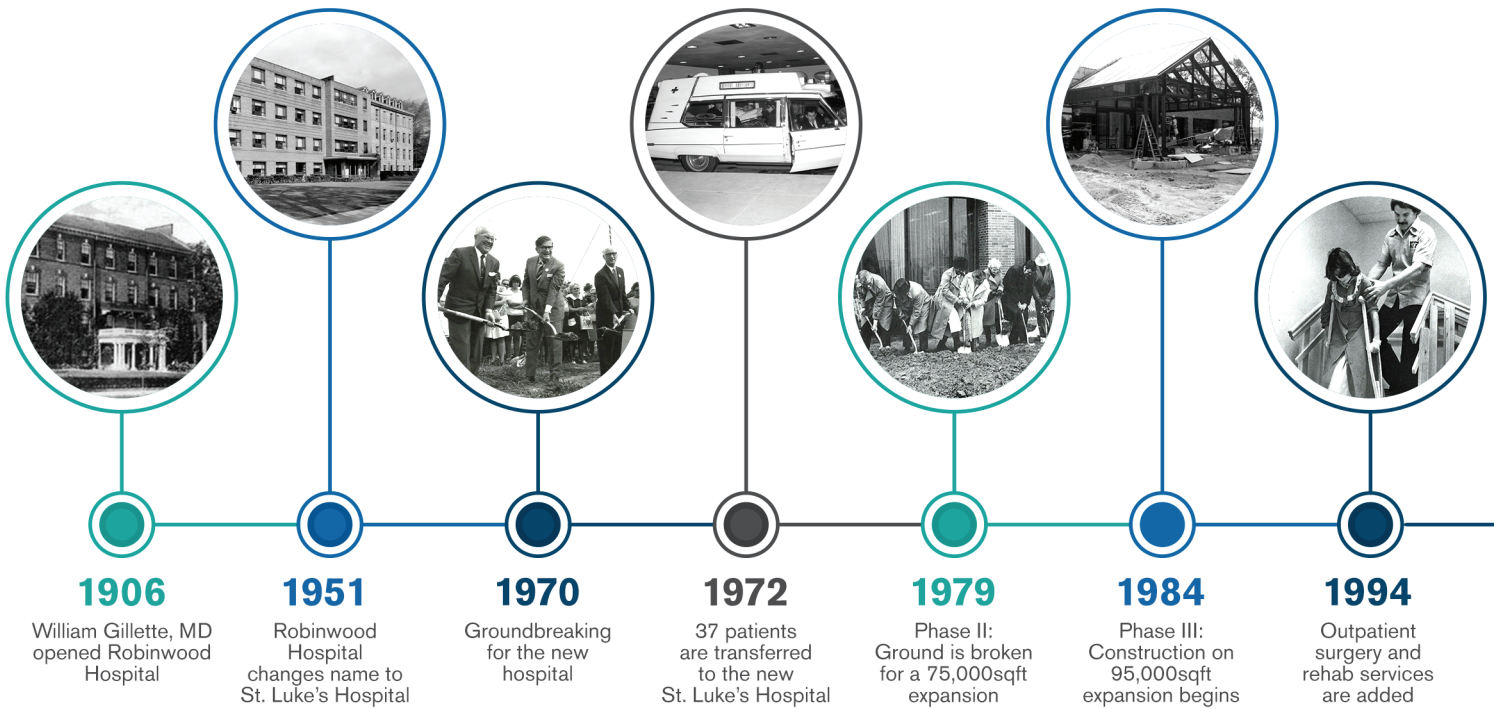 1906
William Gillette, MD
opened Robinwood
Hospital
1951
Robinwood
Hospital
changes name to
St. Luke's Hospital
1970
Groundbreaking
for the new
hospital
1972
37 patients
are transferred
to the new
St. Luke's Hospital
1979
Phase II:
Ground is broken
for a 75,000sqft
expansion
1984
Phase III:
Construction on
95,000sqft
expansion begins
1994
Outpatient
surgery and
rehab services
are added